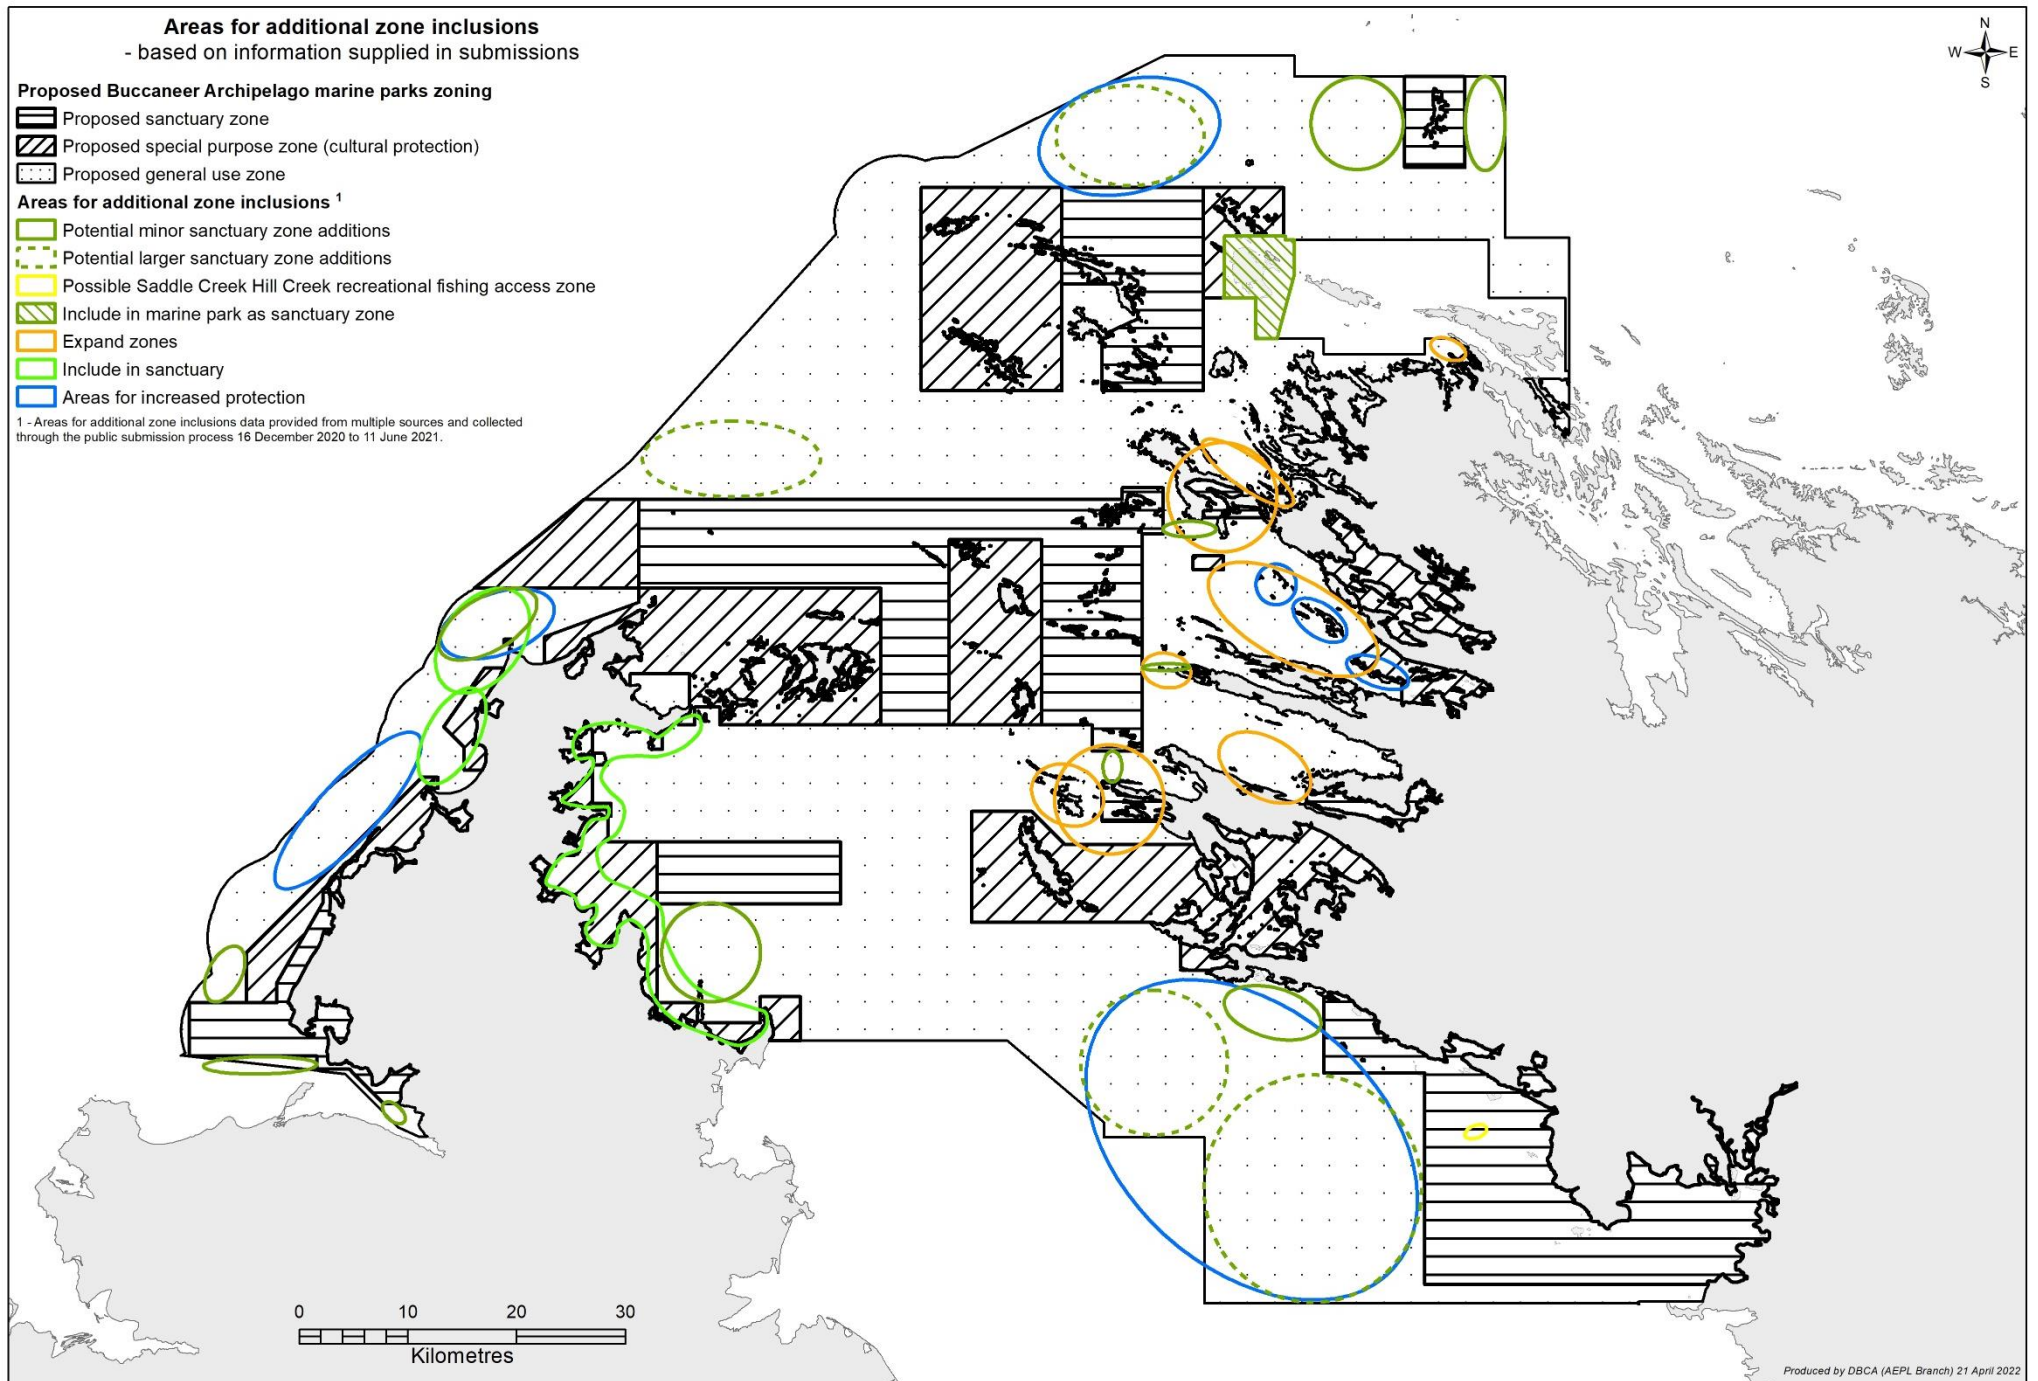 Areas for additional zone inclusions
- based on information supplied in submissions
Proposed Buccaneer Archipelago marine parks zoning
Proposed sanctuary zone
Proposed special purpose zone (cultural protection)
Proposed general use zone
Areas for additional zone inclusions 1
Potential minor sanctuary zone additions
Potential larger sanctuary zone additions
Possible Saddle Creek Hill Creek recreational fishing access zone
Include in marine park as sanctuary zone
Expand zones
Include in sanctuary
Areas for increased protection
1 - Areas for additional zone inclusions data provided from multiple sources and collected
through the public submission process 16 December 2020 to 11 June 2021.
N
W E
S
0 10 20 30
Kilometres
Produced by DBCA (AEPL Branch) 21 April 2022